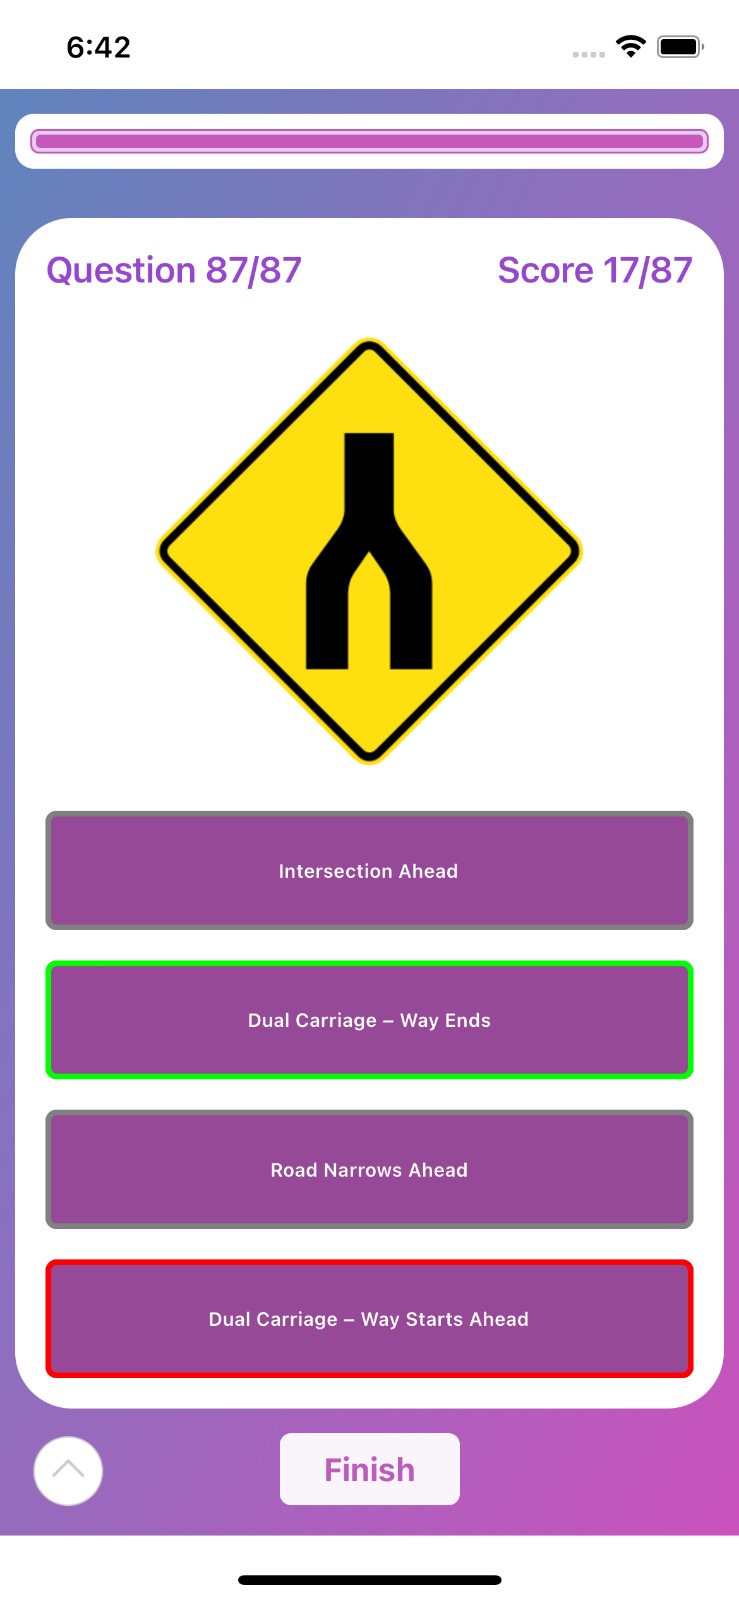 6:42
Question 87/87
Score 17/87
Intersection Ahead
Dual Carriage – Way Ends
Road Narrows Ahead
Dual Carriage – Way Starts Ahead
Finish